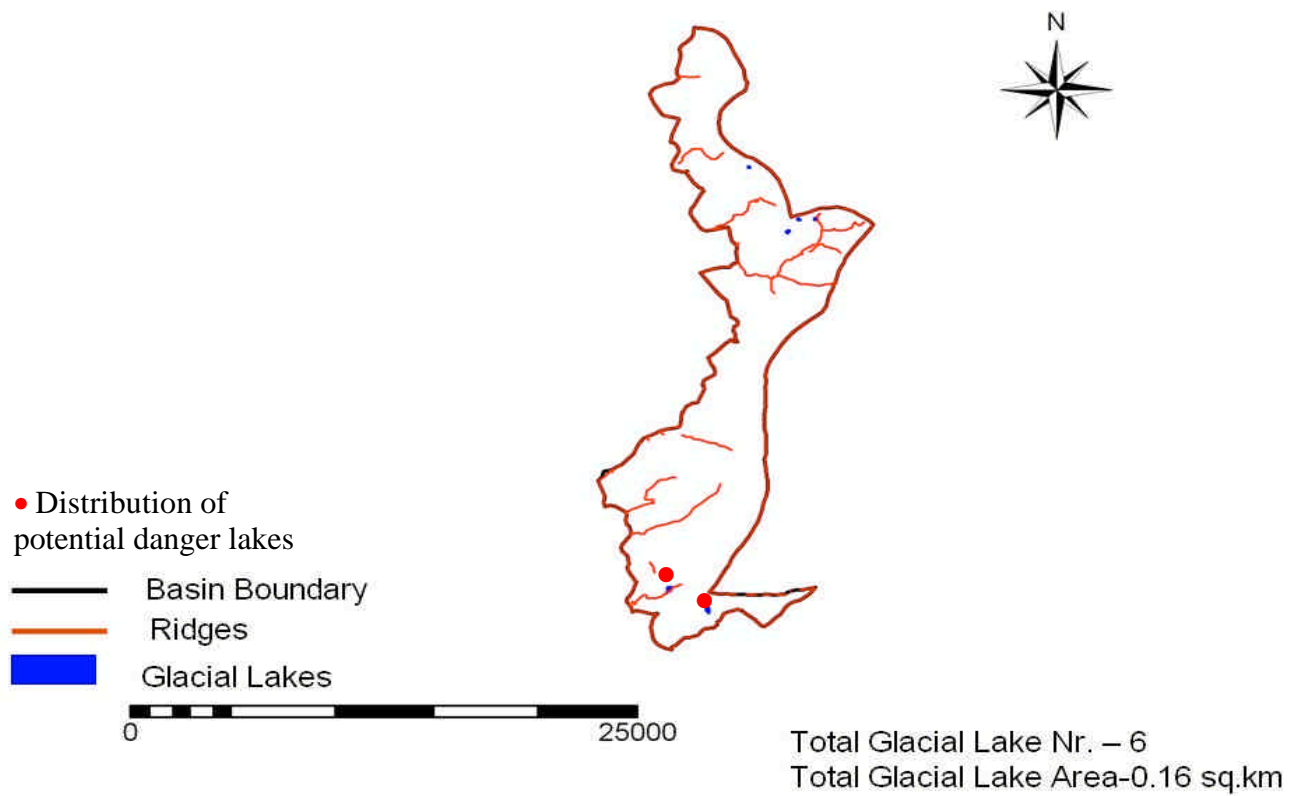 N
• Distribution of
potential danger lakes
Basin Boundary
Ridges
Glacial Lakes
0 25000
Total Glacial Lake Nr. – 6
Total Glacial Lake Area-0.16 sq.km